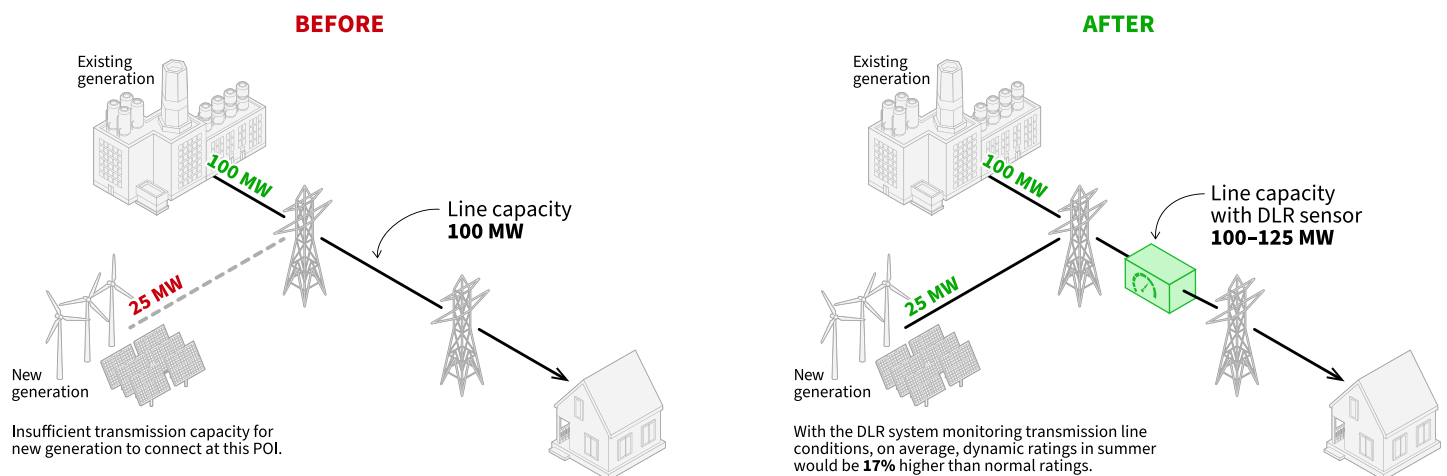 BEFORE
Existing
generation
100 MW
Line capacity
100 MW
25 MW
New
generation
Insufficient transmission capacity for
new generation to connect at this POI.
AFTER
Existing
generation
100 MW
Line capacity
with DLR sensor
100–125 MW
25 MW
New
generation
With the DLR system monitoring transmission line
conditions, on average, dynamic ratings in summer
would be 17% higher than normal ratings.